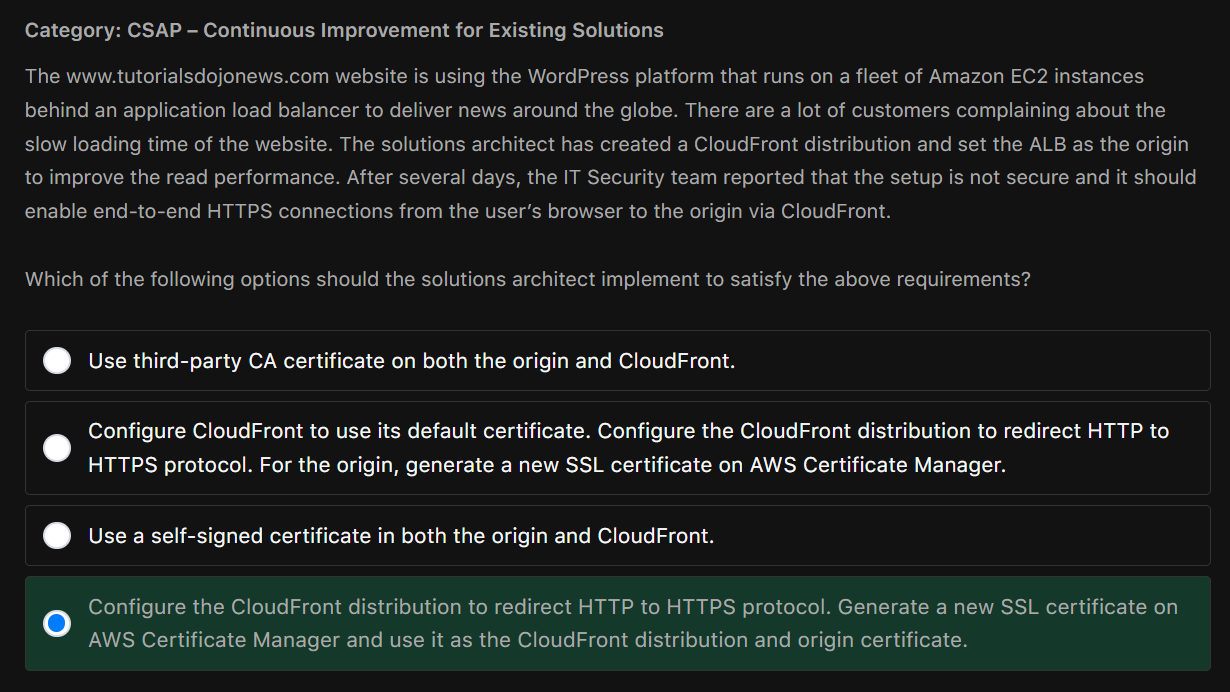 Category: CSAP – Continuous Improvement for Existing Solutions
The www.tutorialsdojonews.com website is using the WordPress platform that runs on a fleet of Amazon EC2 instances
behind an application load balancer to deliver news around the globe. There are a lot of customers complaining about the
slow loading time of the website. The solutions architect has created a CloudFront distribution and set the ALB as the origin
to improve the read performance. After several days, the IT Security team reported that the setup is not secure and it should
enable end-to-end HTTPS connections from the user’s browser to the origin via CloudFront.
Which of the following options should the solutions architect implement to satisfy the above requirements?
Use third-party CA certificate on both the origin and CloudFront.
Configure CloudFront to use its default certificate. Configure the CloudFront distribution to redirect HTTP to
HTTPS protocol. For the origin, generate a new SSL certificate on AWS Certificate Manager.
Use a self-signed certificate in both the origin and CloudFront.
Configure the CloudFront distribution to redirect HTTP to HTTPS protocol. Generate a new SSL certificate on
AWS Certificate Manager and use it as the CloudFront distribution and origin certificate.